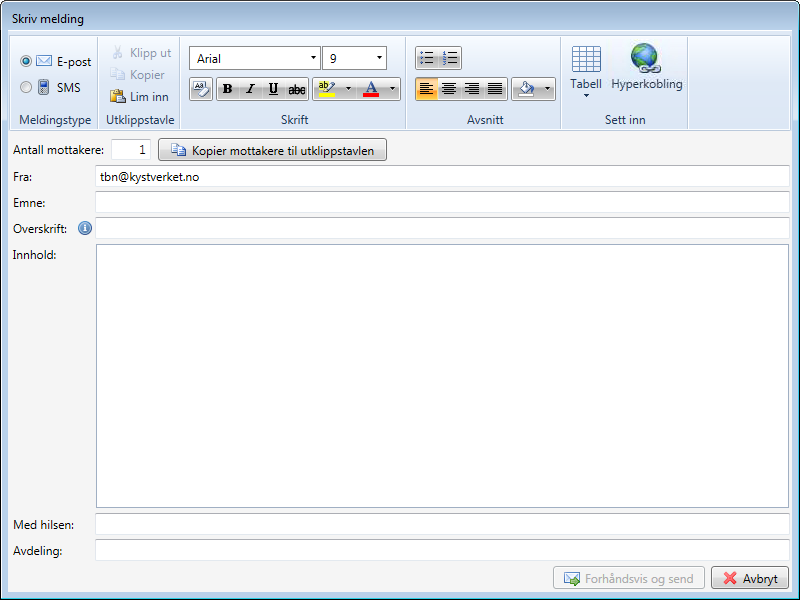 Skriv melding
E-post
SMS
Meldingstype
Klipp ut
Kopier
Lim inn
Utklippstavle
Arial 9
AB B I U abc ab A
Skrift
Avsnitt
Tabell Hyperkobling
Sett inn
Antall mottakere: 1 Kopier mottakere til utklippstavlen
Fra: tbn@kystverket.no
Emne:
Overskrift:
Innhold:
Med hilsen:
Avdeling:
Forhåndsvis og send Avbryt